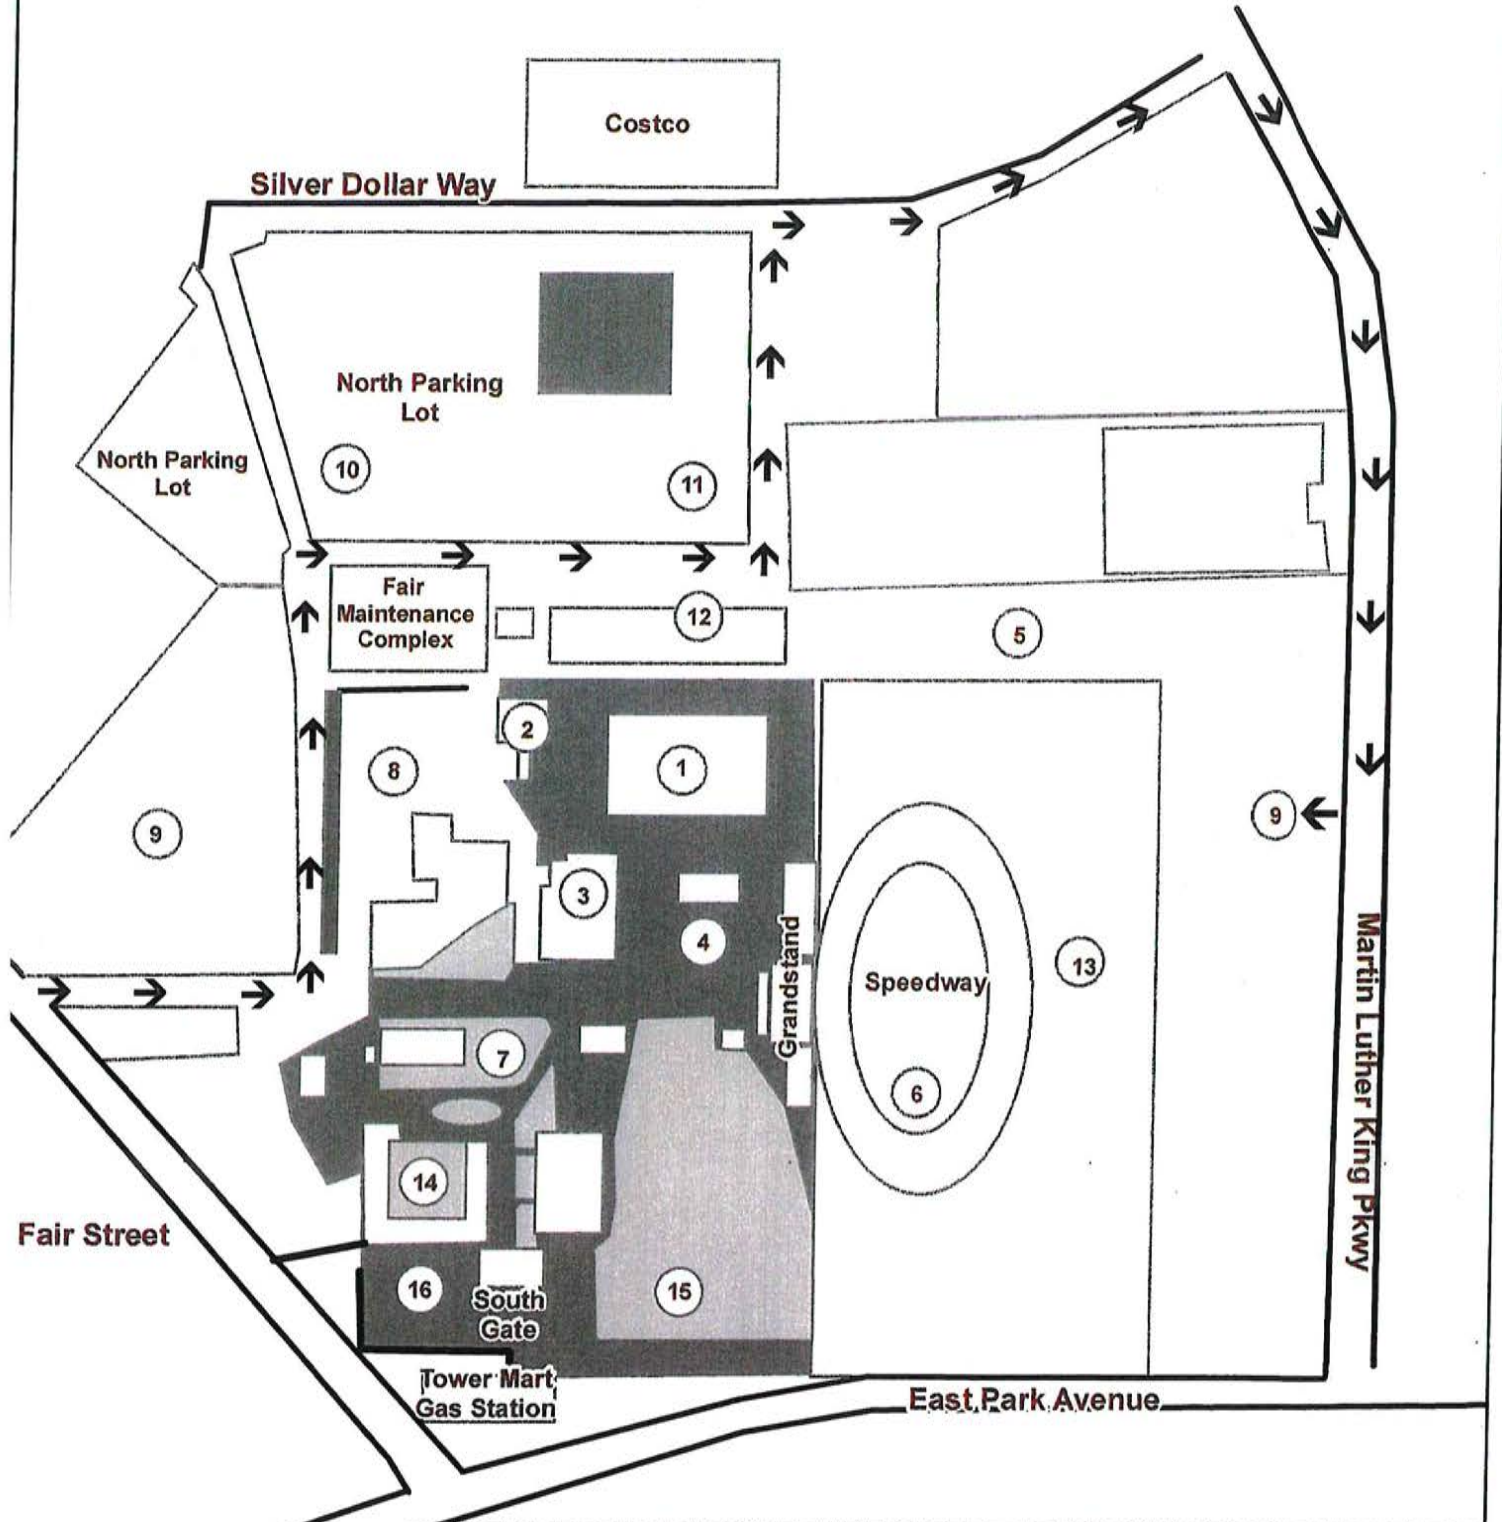 Costco
Silver Dollar Way
North Parking
Lot
North Parking
Lot
10
11
Fair
Maintenance
Complex
12
5
2
1
8
9
9
3
4
Grandstand
Speedway
13
Martin Luther King Pkwy
7
6
14
Fair Street
16
15
South
Gate
Tower Mart
Gas Station
East Park Avenue